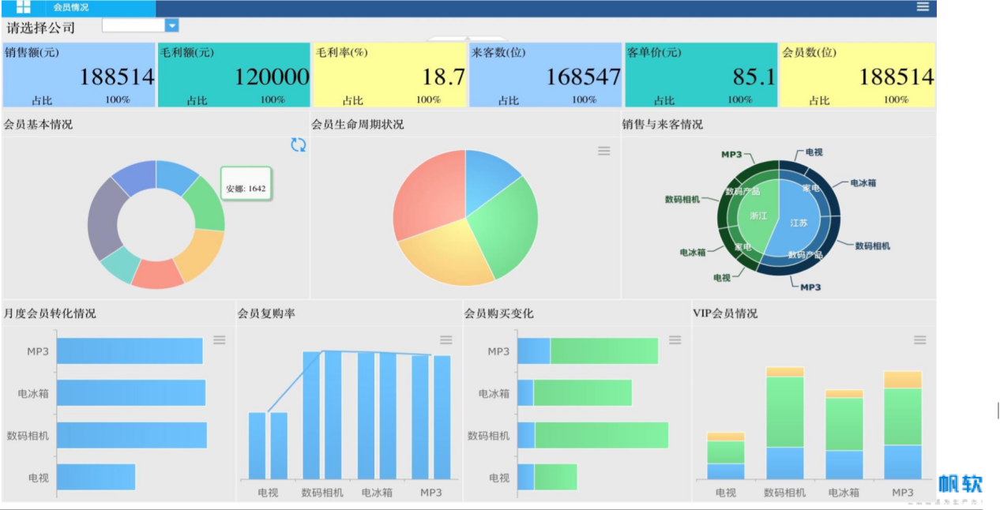 会员情况
请选择公司
销售额(元)
188514
占比 100%
毛利额(元)
120000
占比 100%
毛利率(%)
18.7
占比 100%
来客数(位)
168547
占比 100%
客单价(元)
85.1
占比 100%
会员数(位)
188514
占比 100%
会员基本情况
安娜: 1642
会员生命周期状况
销售与来客情况
MP3
电视
数码产品
家电
电冰箱
数码相机
浙江
江苏
电冰箱
家电
数码产品
数码相机
电视
MP3
月度会员转化情况
MP3
电冰箱
数码相机
电视
会员复购率
电视 数码相机 电冰箱 MP3
会员购买变化
MP3
电冰箱
数码相机
电视
VIP会员情况
电视 数码相机 电冰箱 MP3
帆软